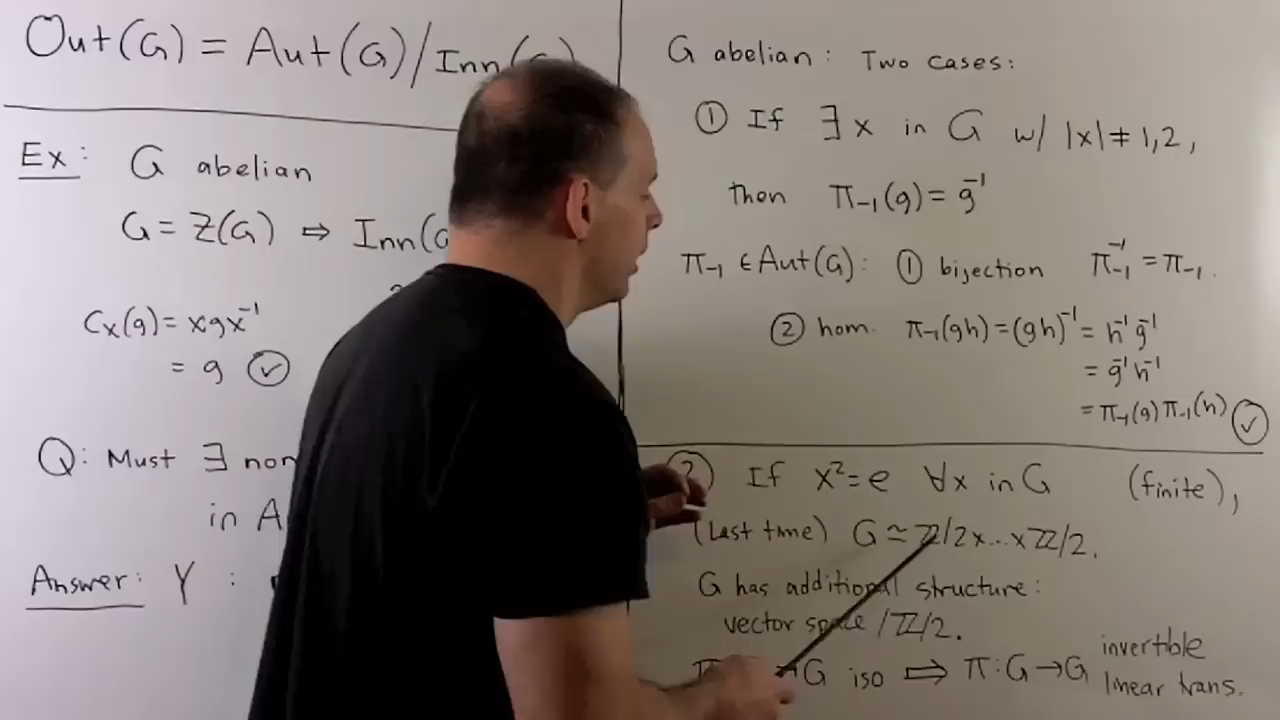 Out(G) = Aut(G)/Inn(G)
Ex: G abelian
G = Z(G) ⇒ Inn(G
Cx(g) = xgx⁻¹
= g ✓
Q: Must ∃ non
in A
Answer: Y :
G abelian: Two cases:
① If ∃ x in G w/ |x| ≠ 1,2,
then π₋₁(g) = g⁻¹
π₋₁ ∈ Aut(G): ① bijection π₋₁⁻¹ = π₋₁.
② hom. π₋₁(gh) = (gh)⁻¹ = h⁻¹g⁻¹
= g⁻¹h⁻¹
= π₋₁(g)π₋₁(h) ✓
② If x² = e ∀x in G (finite),
(Last time) G ≃ ℤ/2 x...x ℤ/2.
G has additional structure:
vector space /ℤ/2.
G iso ⟹ π: G → G invertible
linear trans.